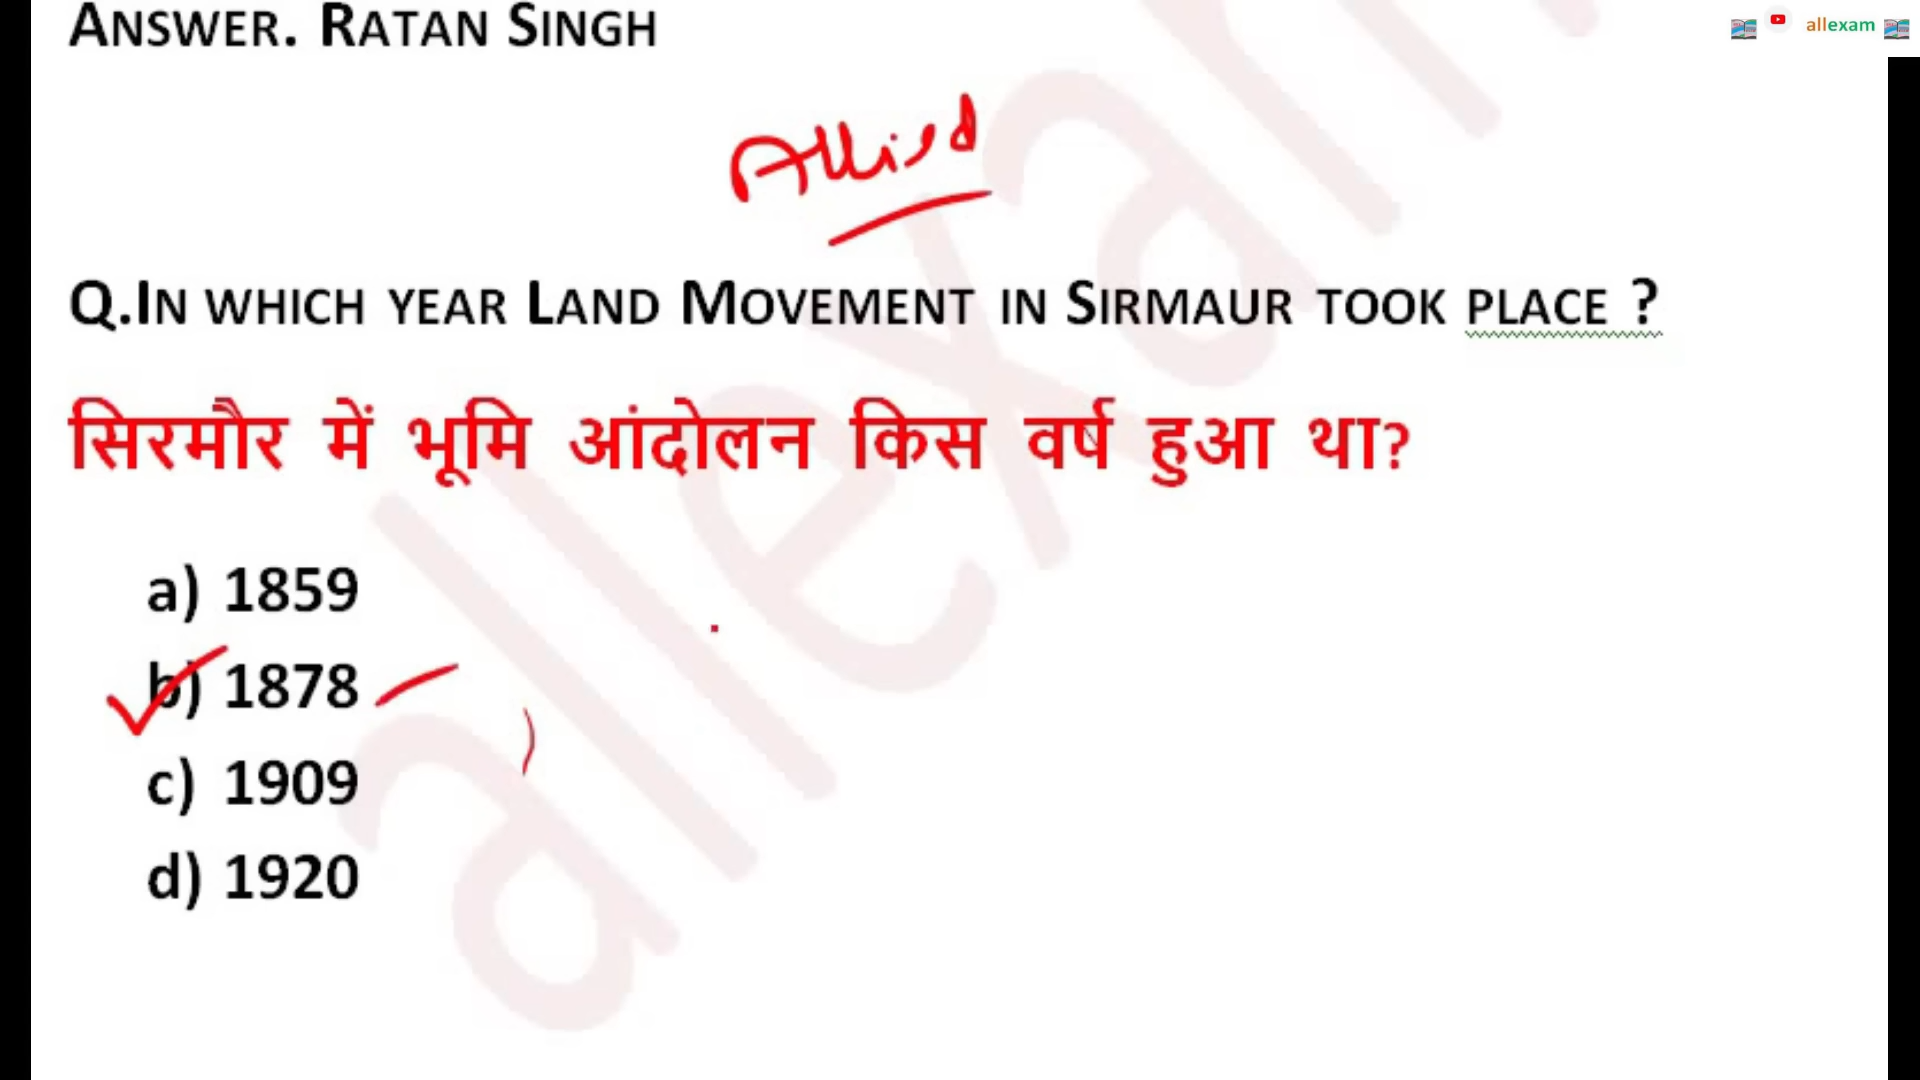 allexam
ANSWER. RATAN SINGH
Allied
Q.IN WHICH YEAR LAND MOVEMENT IN SIRMAUR TOOK PLACE ?
सिरमौर में भूमि आंदोलन किस वर्ष हुआ था?
a) 1859
b) 1878
c) 1909
d) 1920
allexam